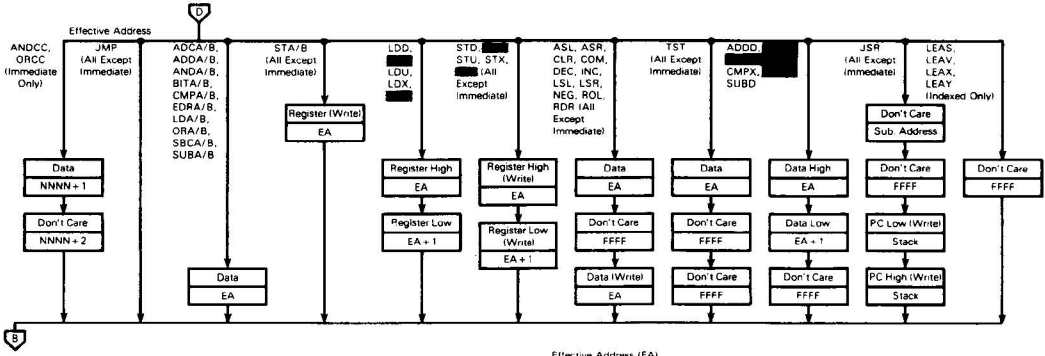 D
Effective Address
ANDCC,
ORCC
(Immediate
Only)
Data
NNNN + 1
Don't Care
NNNN + 2
JMP
(All Except
Immediate)
ADCA/B,
ADDA/B,
ANDA/B,
BITA/B,
CMPA/B,
EDRA/B,
LDA/B,
ORA/B,
SBCA/B,
SUBA/B
Data
EA
STA/B
(All Except
Immediate)
Register (Write)
EA
LDD,
LDU,
LDX,
Register High
EA
Register Low
EA + 1
STD,
STU, STX,
(All
Except
Immediate)
Register High
(Write)
EA
Register Low
(Write)
EA + 1
ASL, ASR,
CLR, COM,
DEC, INC,
LSL, LSR,
NEG, ROL,
RDR (All
Except
Immediate)
Data
EA
Don't Care
FFFF
Data (Write)
EA
TST
(All Except
Immediate)
Data
EA
Don't Care
FFFF
Don't Care
FFFF
ADDD,
CMPX,
SUBD
Data High
EA
Data Low
EA + 1
Don't Care
FFFF
JSR
(All Except
Immediate)
Don't Care
Sub. Address
Don't Care
FFFF
PC Low (Write)
Stack
PC High (Write)
Stack
LEAS,
LEAV,
LEAX,
LEAY
(Indexed Only)
Don't Care
FFFF
B
Effective Address (EA)